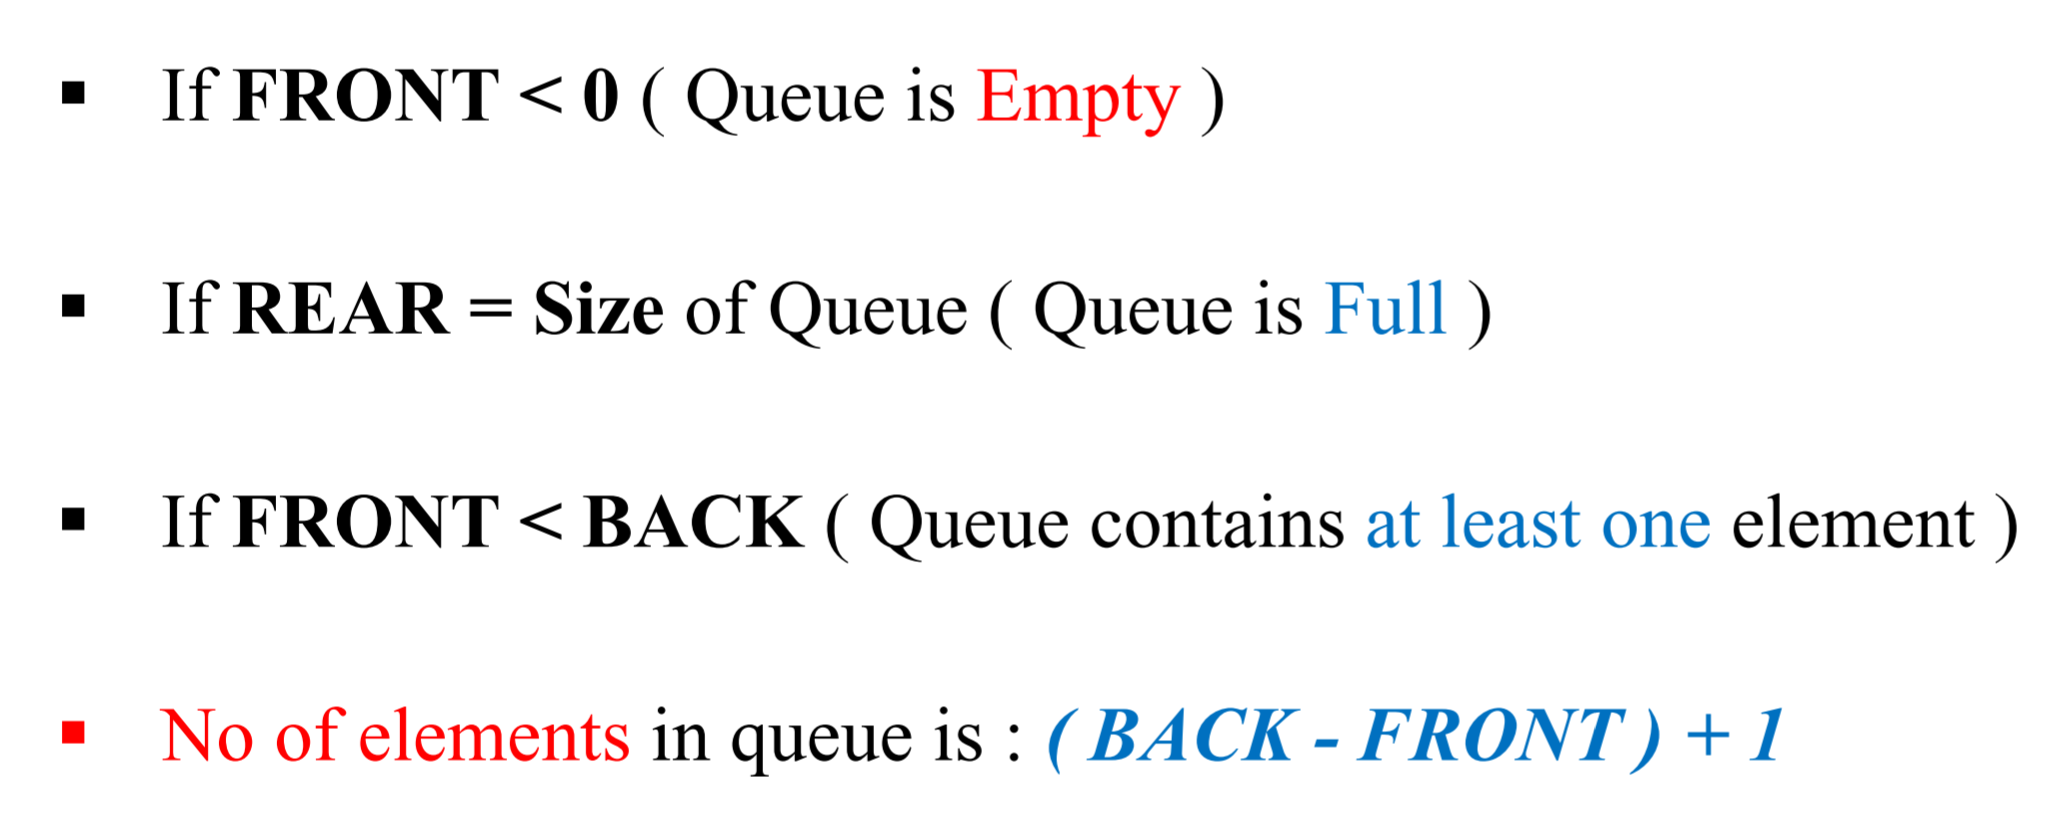 ▪ If FRONT < 0 ( Queue is Empty )
▪ If REAR = Size of Queue ( Queue is Full )
▪ If FRONT < BACK ( Queue contains at least one element )
▪ No of elements in queue is : ( BACK - FRONT ) + 1